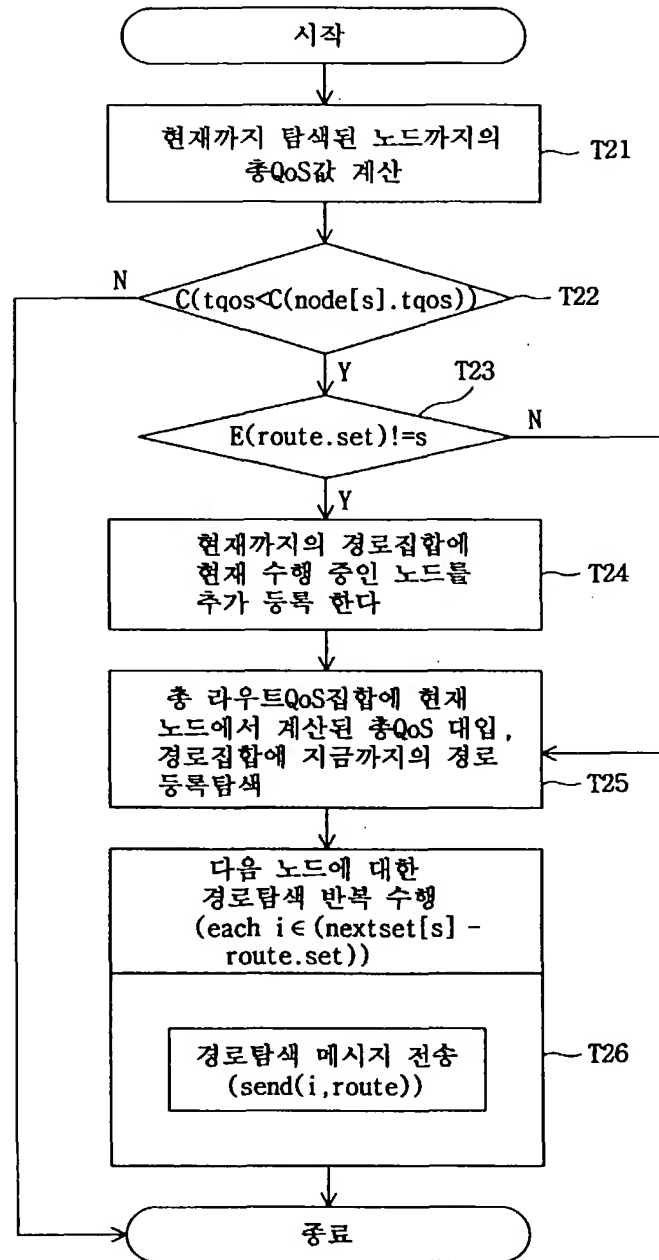 시작
현재까지 탐색된 노드까지의
총QoS값 계산
T21
N
C(tqos<C(node[s].tqos))
T22
Y
T23
E(route.set)!=s
N
Y
현재까지의 경로집합에
현재 수행 중인 노드를
추가 등록 한다
T24
총 라우트QoS집합에 현재
노드에서 계산된 총QoS 대입,
경로집합에 지금까지의 경로
등록탐색
T25
다음 노드에 대한
경로탐색 반복 수행
(each i∈(nextset[s] -
route.set))
경로탐색 메시지 전송
(send(i,route))
T26
종료